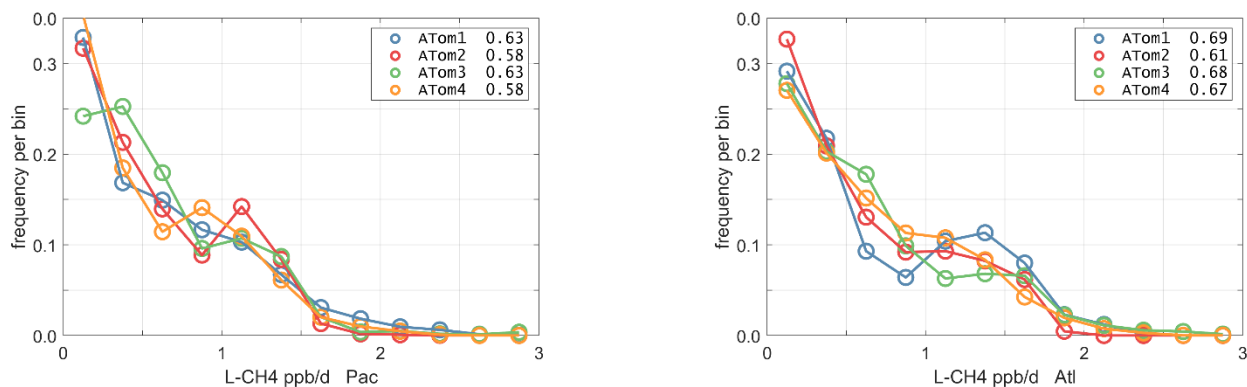 0.0
0.3
0.2
0.1
0.0
frequency per bin
ATom1 0.63
ATom2 0.58
ATom3 0.63
ATom4 0.58
0 1 2 3
L-CH4 ppb/d Pac
0.0
0.3
0.2
0.1
0.0
frequency per bin
ATom1 0.69
ATom2 0.61
ATom3 0.68
ATom4 0.67
0 1 2 3
L-CH4 ppb/d Atl